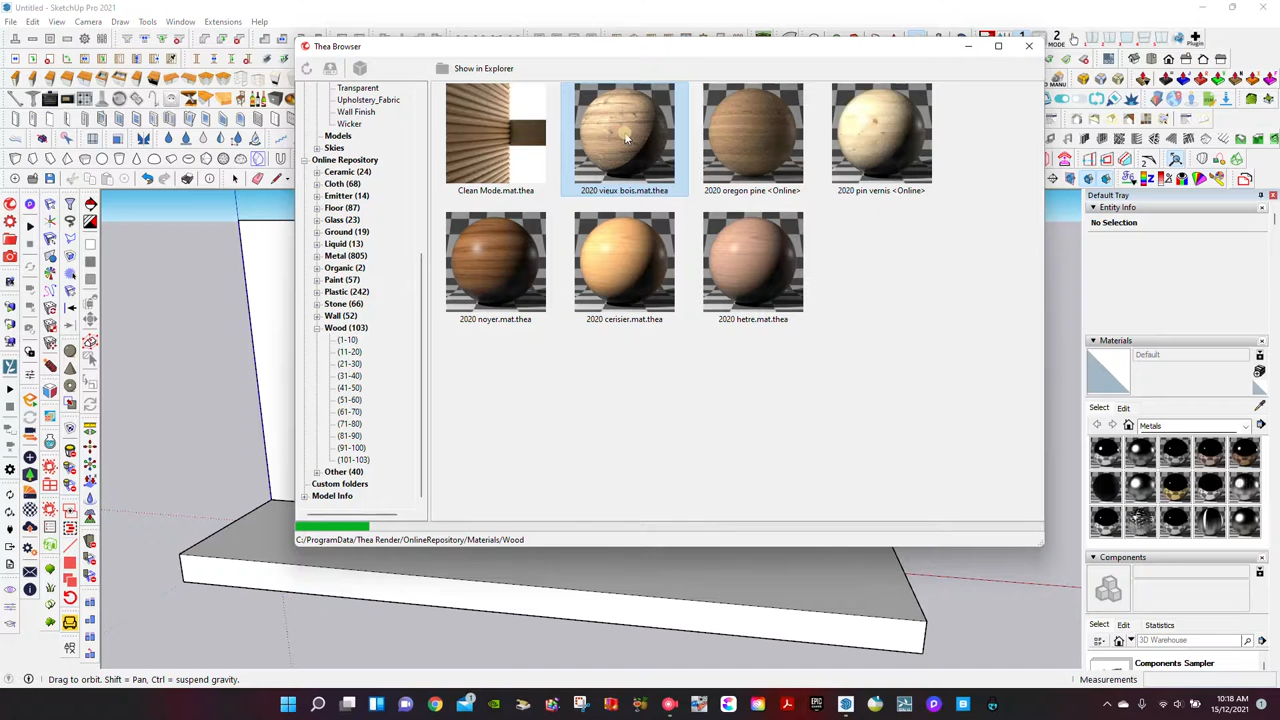 Untitled - SketchUp Pro 2021
File Edit View Camera Draw Tools Window Extensions Help
Thea Browser
Show in Explorer
Transparent
Upholstery_Fabric
Wall Finish
Wicker
Models
Skies
Online Repository
Ceramic (24)
Cloth (68)
Emitter (14)
Floor (87)
Glass (23)
Ground (19)
Liquid (13)
Metal (805)
Organic (2)
Paint (57)
Plastic (242)
Stone (66)
Wall (52)
Wood (103)
(1-10)
(11-20)
(21-30)
(31-40)
(41-50)
(51-60)
(61-70)
(71-80)
(81-90)
(91-100)
(101-103)
Other (40)
Custom folders
Model Info
Clean Mode.mat.thea
2020 vieux bois.mat.thea
2020 oregon pine <Online>
2020 pin vernis <Online>
2020 noyer.mat.thea
2020 cerisier.mat.thea
2020 hetre.mat.thea
C:/ProgramData/Thea Render/OnlineRepository/Materials/Wood
2
MODE
Plugin
Default Tray
Entity Info
No Selection
Materials
Default
Select Edit
Metals
Components
Select Edit Statistics
3D Warehouse
Components Sampler
Drag to orbit. Shift = Pan, Ctrl = suspend gravity.
Measurements
ENG
10:18 AM
15/12/2021